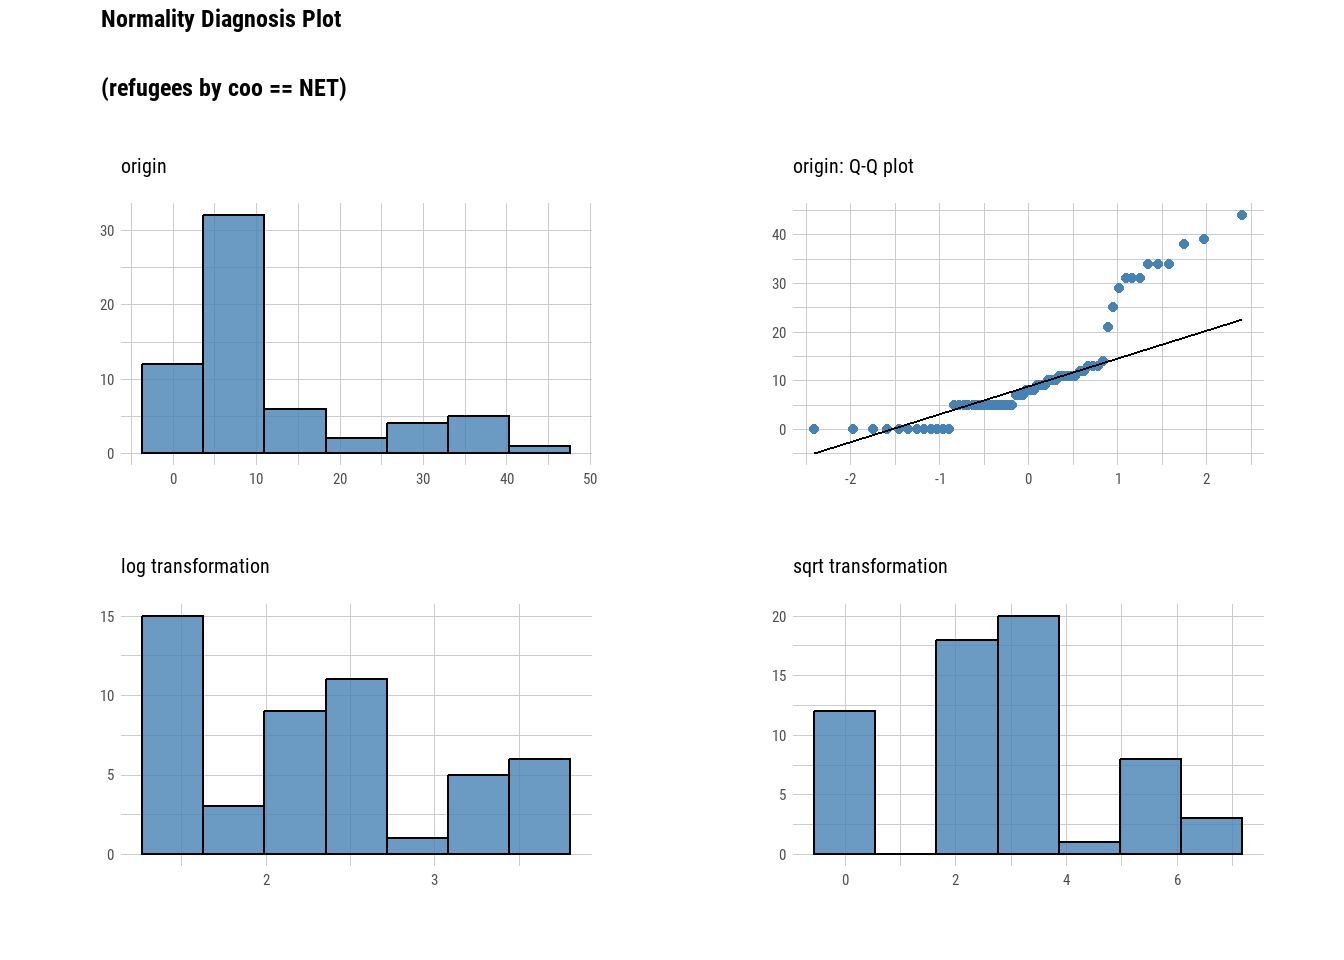 Normality Diagnosis Plot
(refugees by coo == NET)
origin
30
20
10
0
0 10 20 30 40 50
origin: Q-Q plot
40
30
20
10
0
-2 -1 0 1 2
log transformation
15
10
5
0
2 3
sqrt transformation
20
15
10
5
0
0 2 4 6